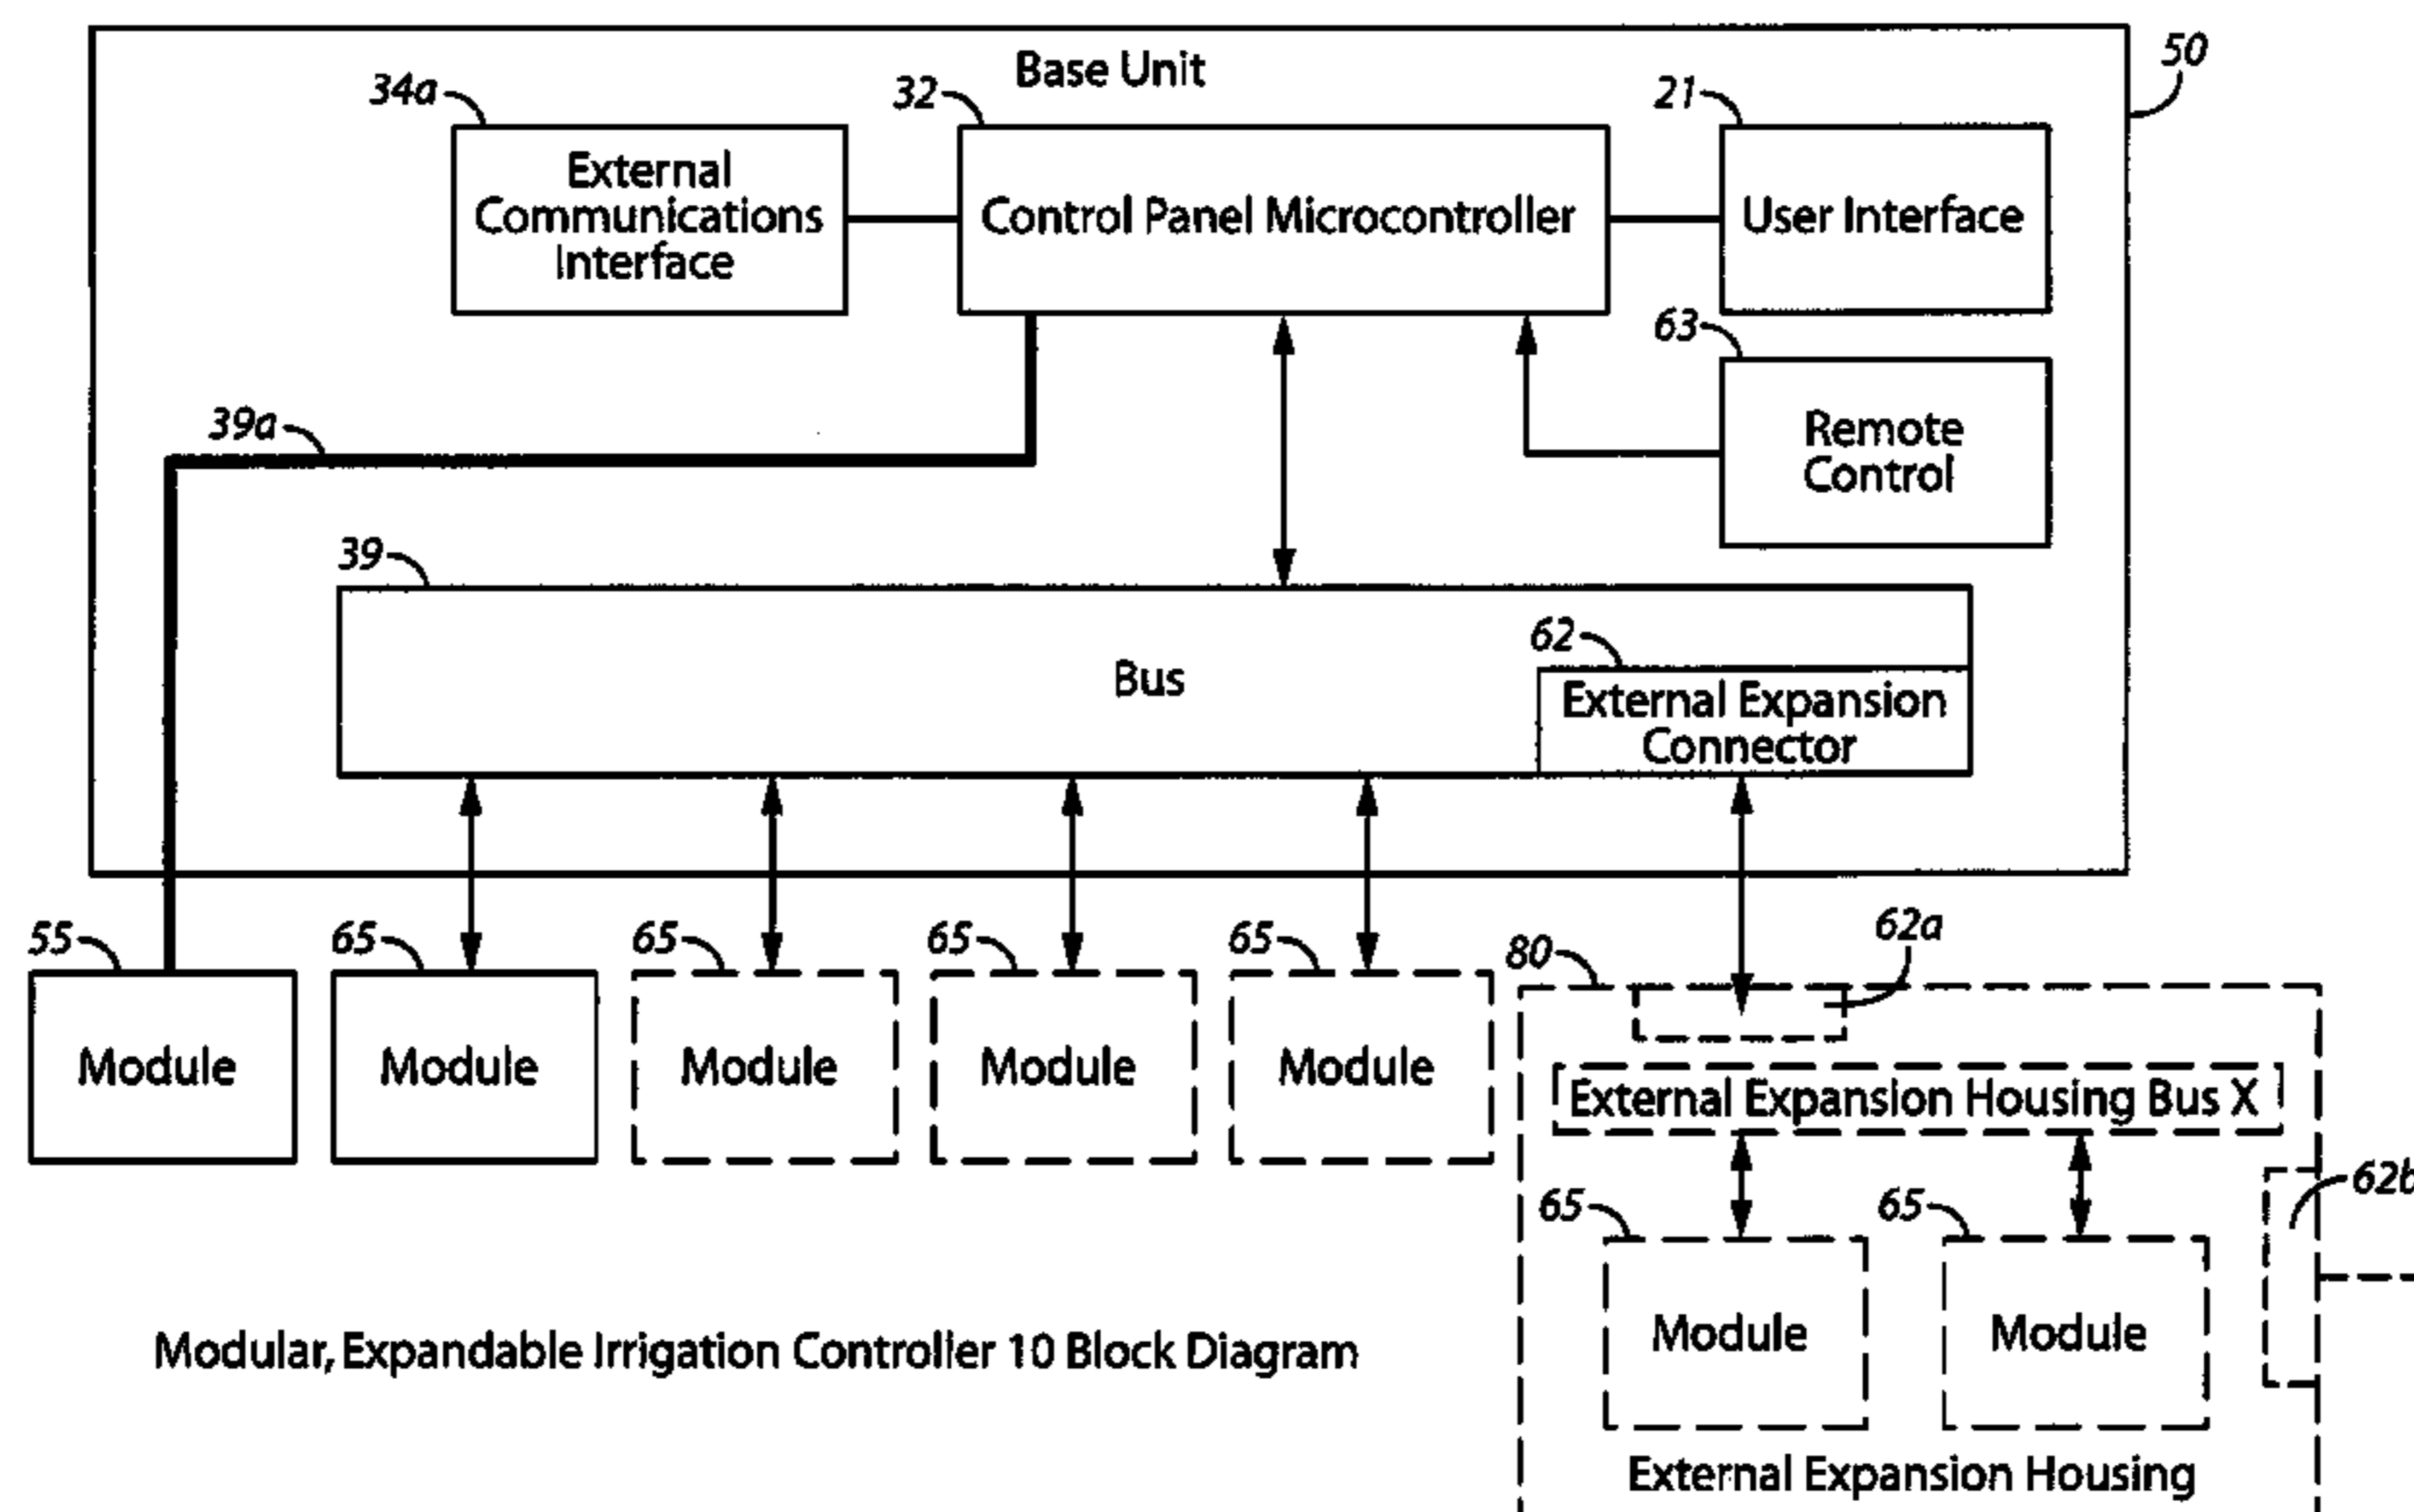 Base Unit
50
34a
32
21
External
Communications
Interface
Control Panel Microcontroller
User Interface
63
Remote
Control
39a
39
Bus
62
External Expansion
Connector
55
65
65
65
65
80
62a
Module
Module
Module
Module
Module
External Expansion Housing Bus X
62b
65
65
Module
Module
Modular, Expandable Irrigation Controller 10 Block Diagram
External Expansion Housing